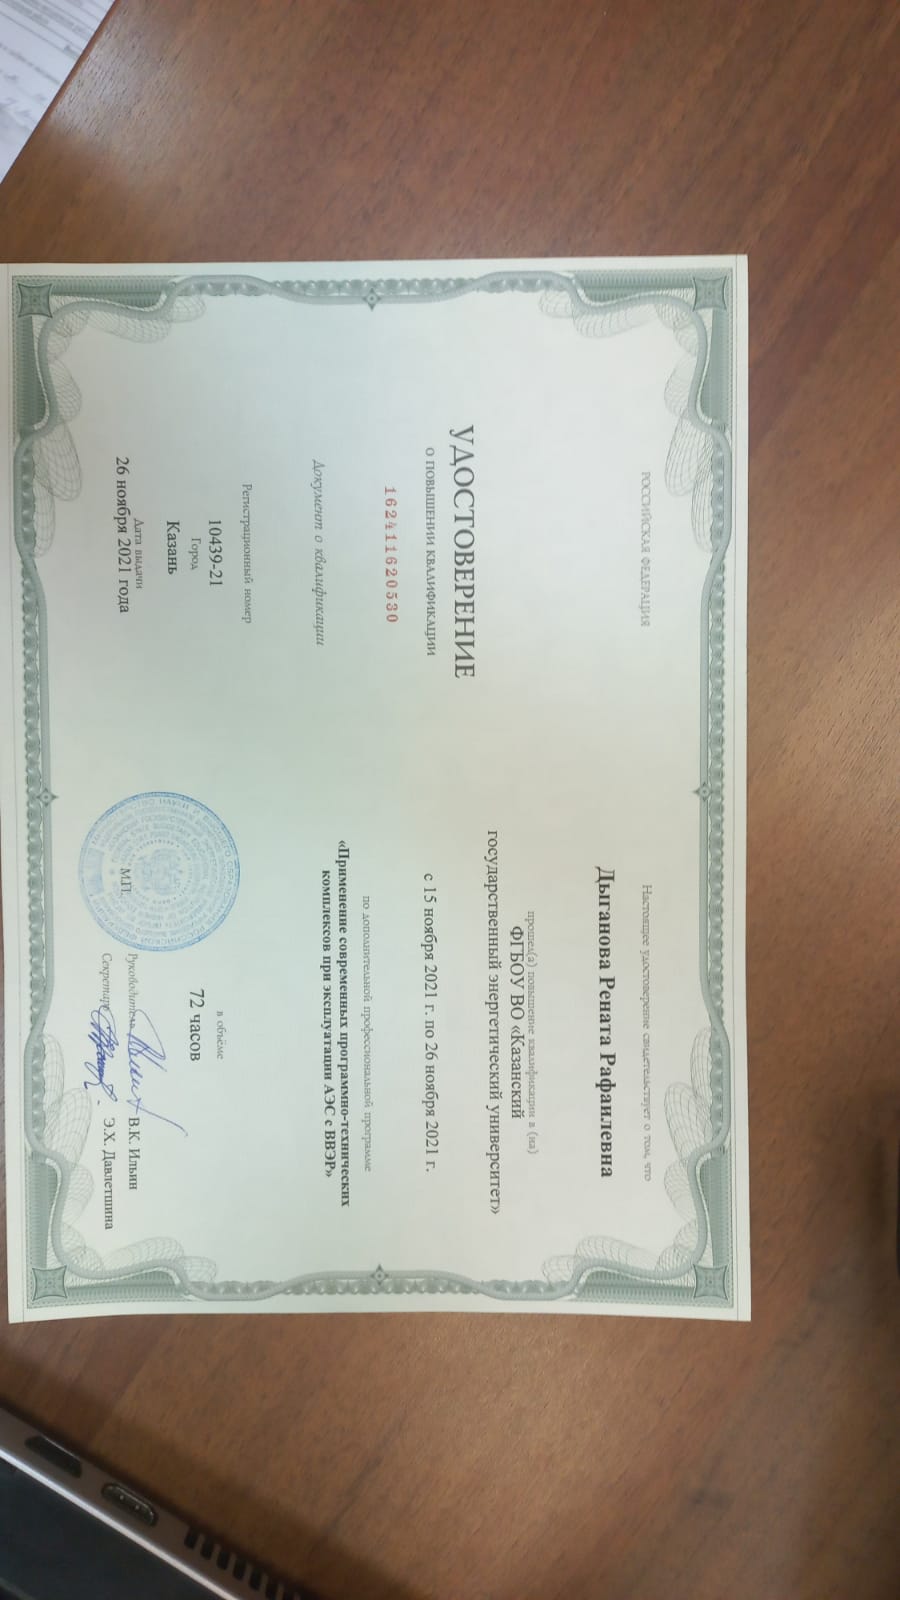 РОССИЙСКАЯ ФЕДЕРАЦИЯ
УДОСТОВЕРЕНИЕ
О ПОВЫШЕНИИ КВАЛИФИКАЦИИ
162411620530
Документ о квалификации
Регистрационный номер
10439-21
Город
Казань
Дата выдачи
26 ноября 2021 года
Настоящее удостоверение свидетельствует о том, что
Дыганова Рената Рафаилевна
прошел(а) повышение квалификации в (на)
ФГБОУ ВО «Казанский
государственный энергетический университет»
с 15 ноября 2021 г. по 26 ноября 2021 г.
по дополнительной профессиональной программе
«Применение современных программно-технических
комплексов при эксплуатации АЭС с ВВЭР»
в объёме
72 часов
М.П.
Руководитель В.К. Ильин
Секретарь Э.Х. Давлетшина